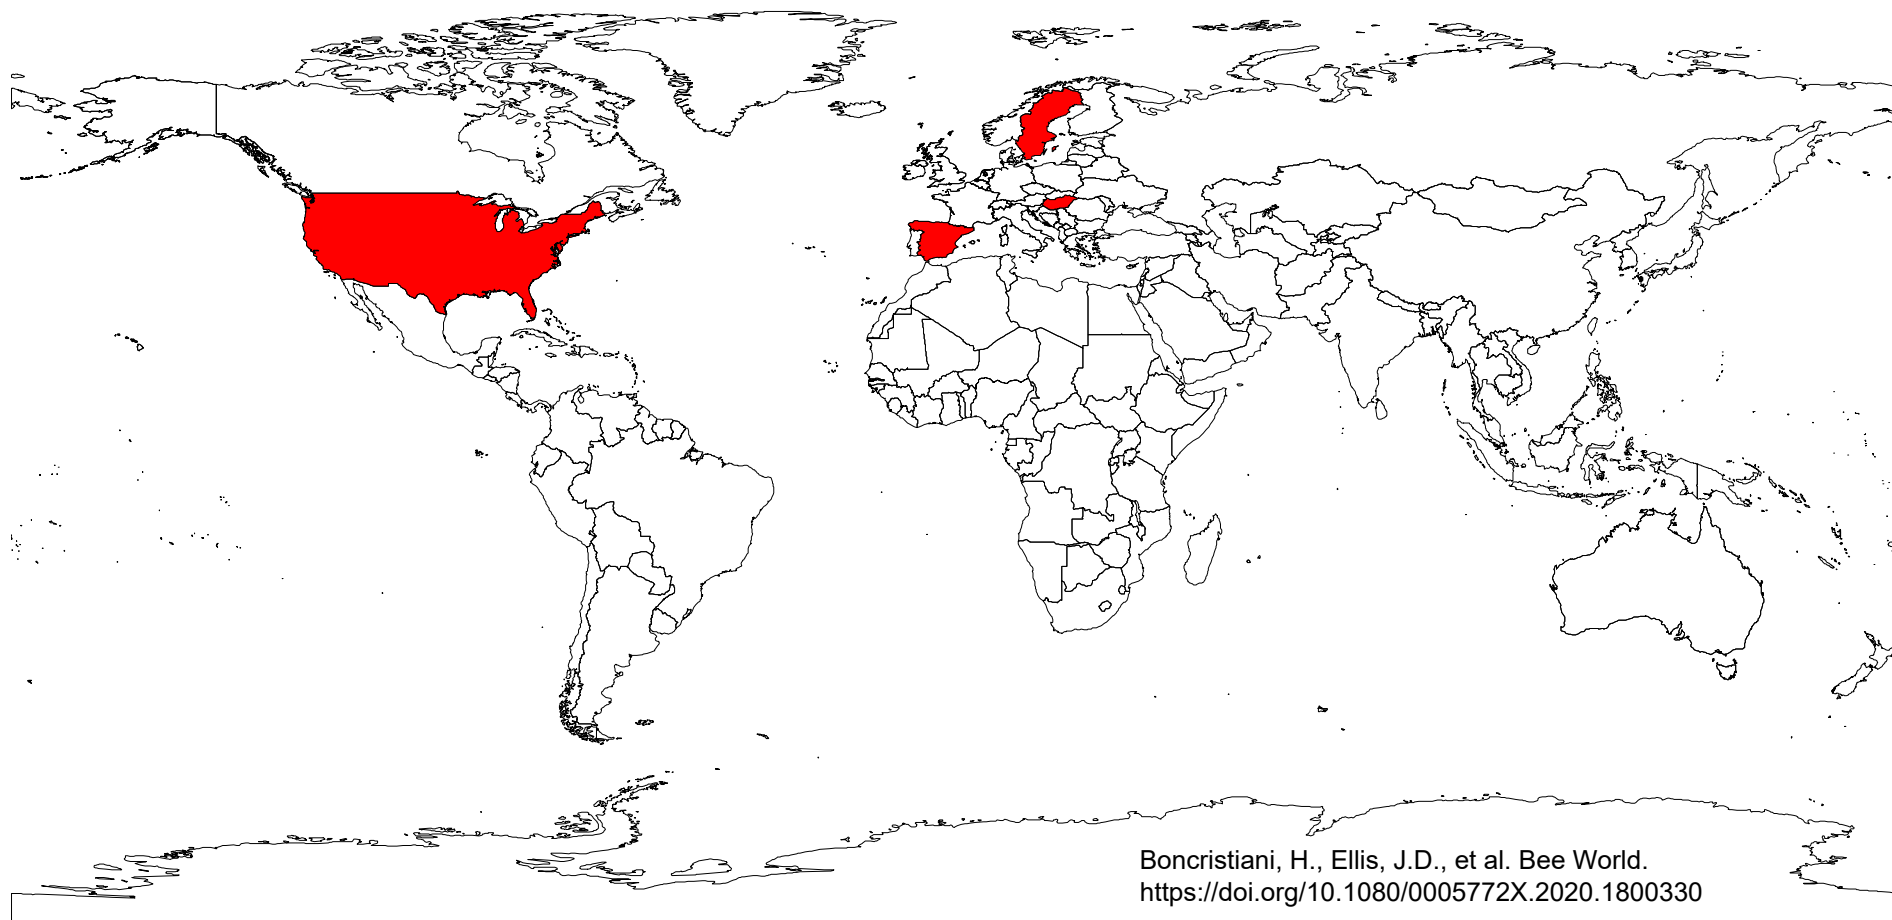 Boncristiani, H., Ellis, J.D., et al. Bee World.
https://doi.org/10.1080/0005772X.2020.1800330